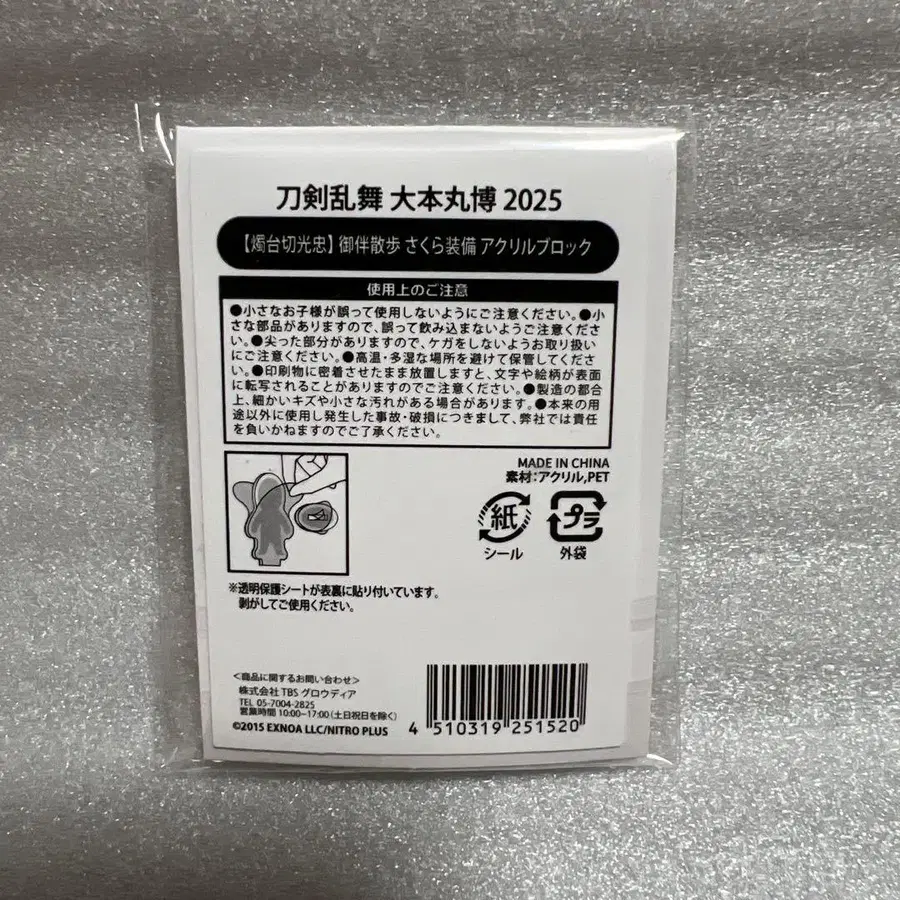 刀剣乱舞 大本丸博 2025
【燭台切光忠】御伴散歩 さくら装備 アクリルブロック
使用上のご注意
●小さなお子様が誤って使用しないようにご注意ください。●小
さな部品がありますので、誤って飲み込まないようご注意くださ
い。●尖った部分がありますので、ケガをしないようお取り扱い
にご注意ください。●高温・多湿な場所を避けて保管してくださ
い。●印刷物に密着させたまま放置しますと、文字や絵柄が表面
に転写されることがありますのでご注意ください。●製造の都合
上、細かいキズや小さな汚れがある場合があります。●本来の用
途以外に使用し発生した事故・破損につきまして、弊社では責任
を負いかねますのでご了承ください。
MADE IN CHINA
素材：アクリル,PET
紙
シール
プラ
外袋
※透明保護シートが表裏に貼り付いています。
剥がしてご使用ください。
＜商品に関するお問い合わせ＞
株式会社 TBS グロウディア
TEL 05-7004-2825
営業時間 10:00~17:00（土日祝日を除く）
©2015 EXNOA LLC/NITRO PLUS
4 510319 251520